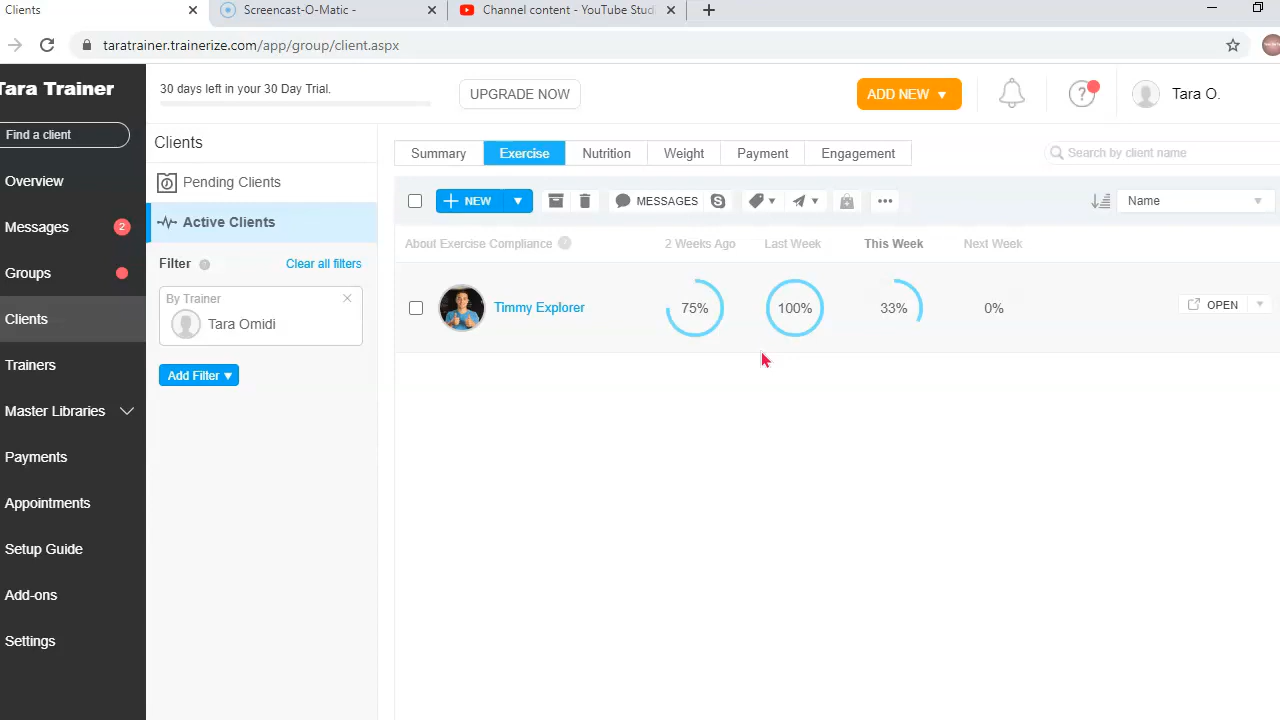 Clients
Screencast-O-Matic -
Channel content - YouTube Stud
taratrainer.trainerize.com/app/group/client.aspx
Tara Trainer
30 days left in your 30 Day Trial.
UPGRADE NOW
ADD NEW
Tara O.
Find a client
Overview
Messages 2
Groups
Clients
Trainers
Master Libraries
Payments
Appointments
Setup Guide
Add-ons
Settings
Clients
Pending Clients
Active Clients
Filter
Clear all filters
By Trainer
Tara Omidi
Add Filter
Summary Exercise Nutrition Weight Payment Engagement
Search by client name
NEW MESSAGES Name
About Exercise Compliance 2 Weeks Ago Last Week This Week Next Week
Timmy Explorer 75% 100% 33% 0% OPEN